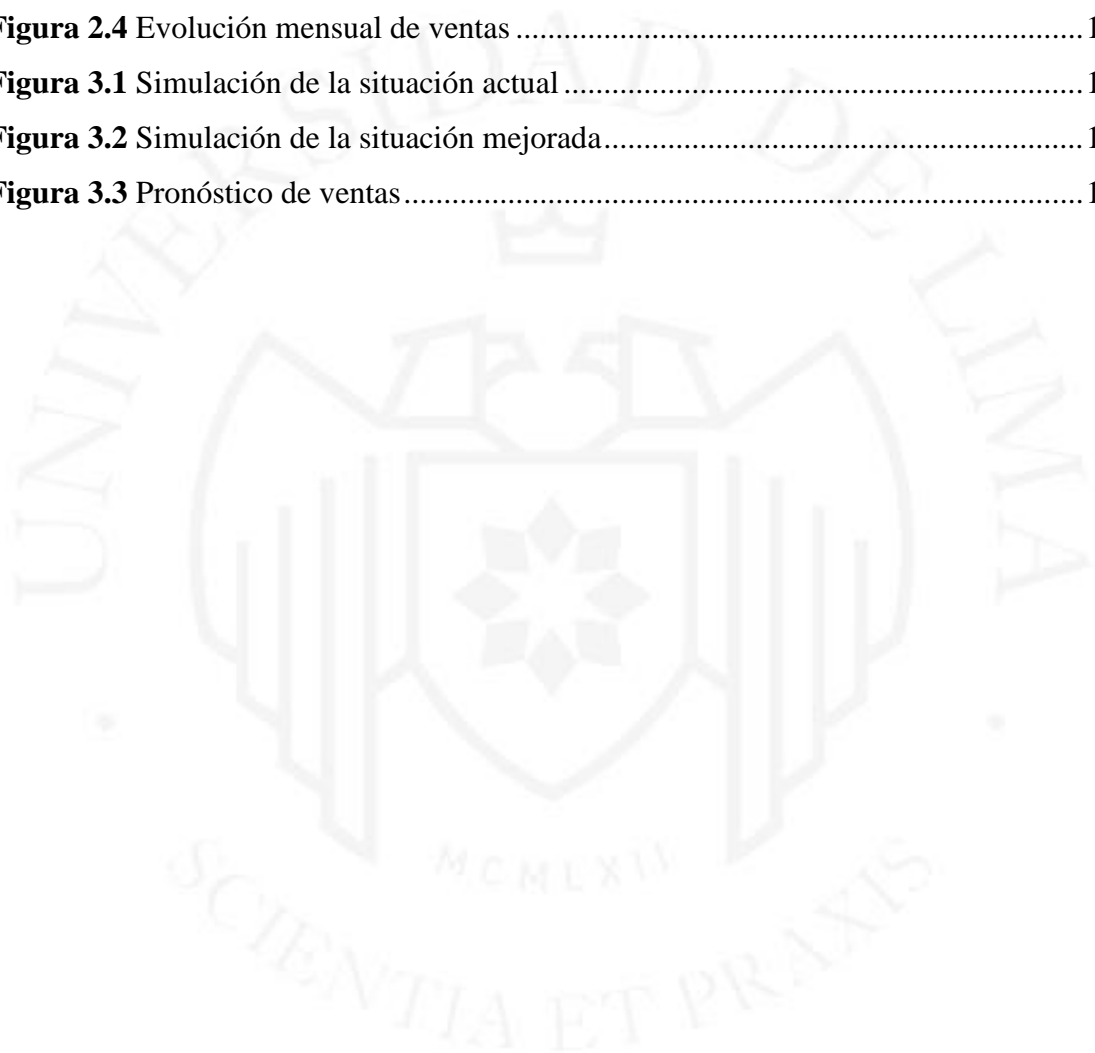 Figura 2.4 Evolución mensual de ventas ........................................................................ 1
Figura 3.1 Simulación de la situación actual .................................................................. 1
Figura 3.2 Simulación de la situación mejorada ............................................................. 1
Figura 3.3 Pronóstico de ventas ...................................................................................... 1
UNIVERSIDAD DE LIMA
MCMLXII
SCIENTIA ET PRAXIS